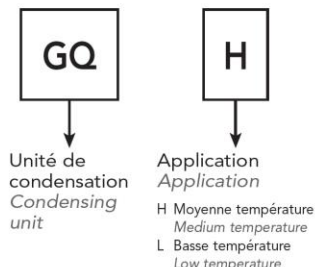 GQ
H
Unité de
condensation
Condensing
unit
Application
Application
H Moyenne température
Medium temperature
L Basse température
Low temperature